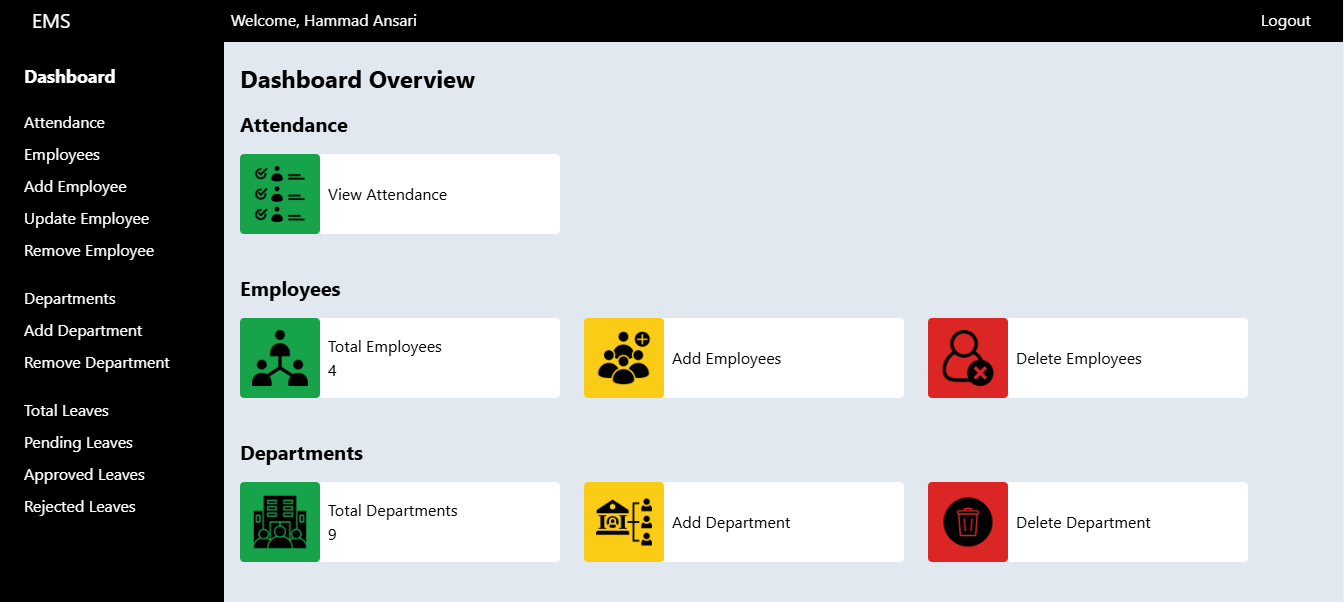 EMS
Welcome, Hammad Ansari
Logout
Dashboard
Attendance
Employees
Add Employee
Update Employee
Remove Employee
Departments
Add Department
Remove Department
Total Leaves
Pending Leaves
Approved Leaves
Rejected Leaves
Dashboard Overview
Attendance
View Attendance
Employees
Total Employees
4
Add Employees
Delete Employees
Departments
Total Departments
9
Add Department
Delete Department